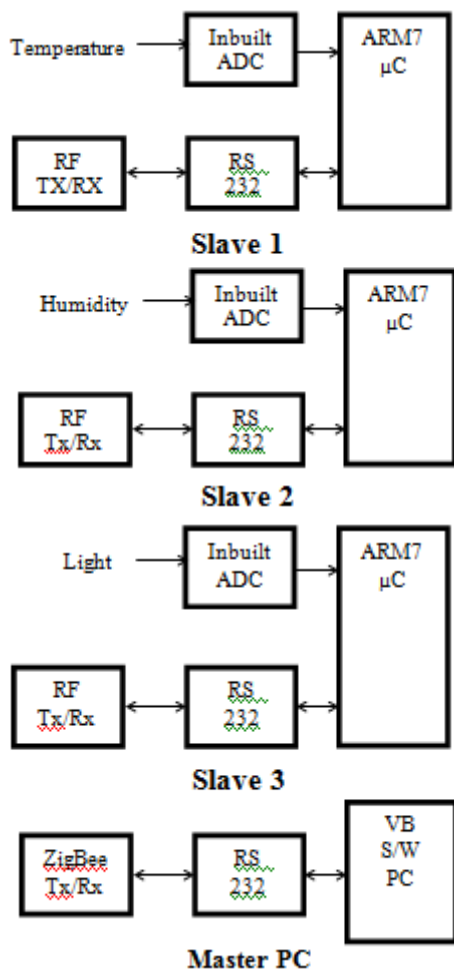 Temperature
Inbuilt
ADC
ARM7
μC
RF
TX/RX
RS
232
Slave 1
Humidity
Inbuilt
ADC
ARM7
μC
RF
Tx/Rx
RS
232
Slave 2
Light
Inbuilt
ADC
ARM7
μC
RF
Tx/Rx
RS
232
Slave 3
ZigBee
Tx/Rx
RS
232
VB
S/W
PC
Master PC